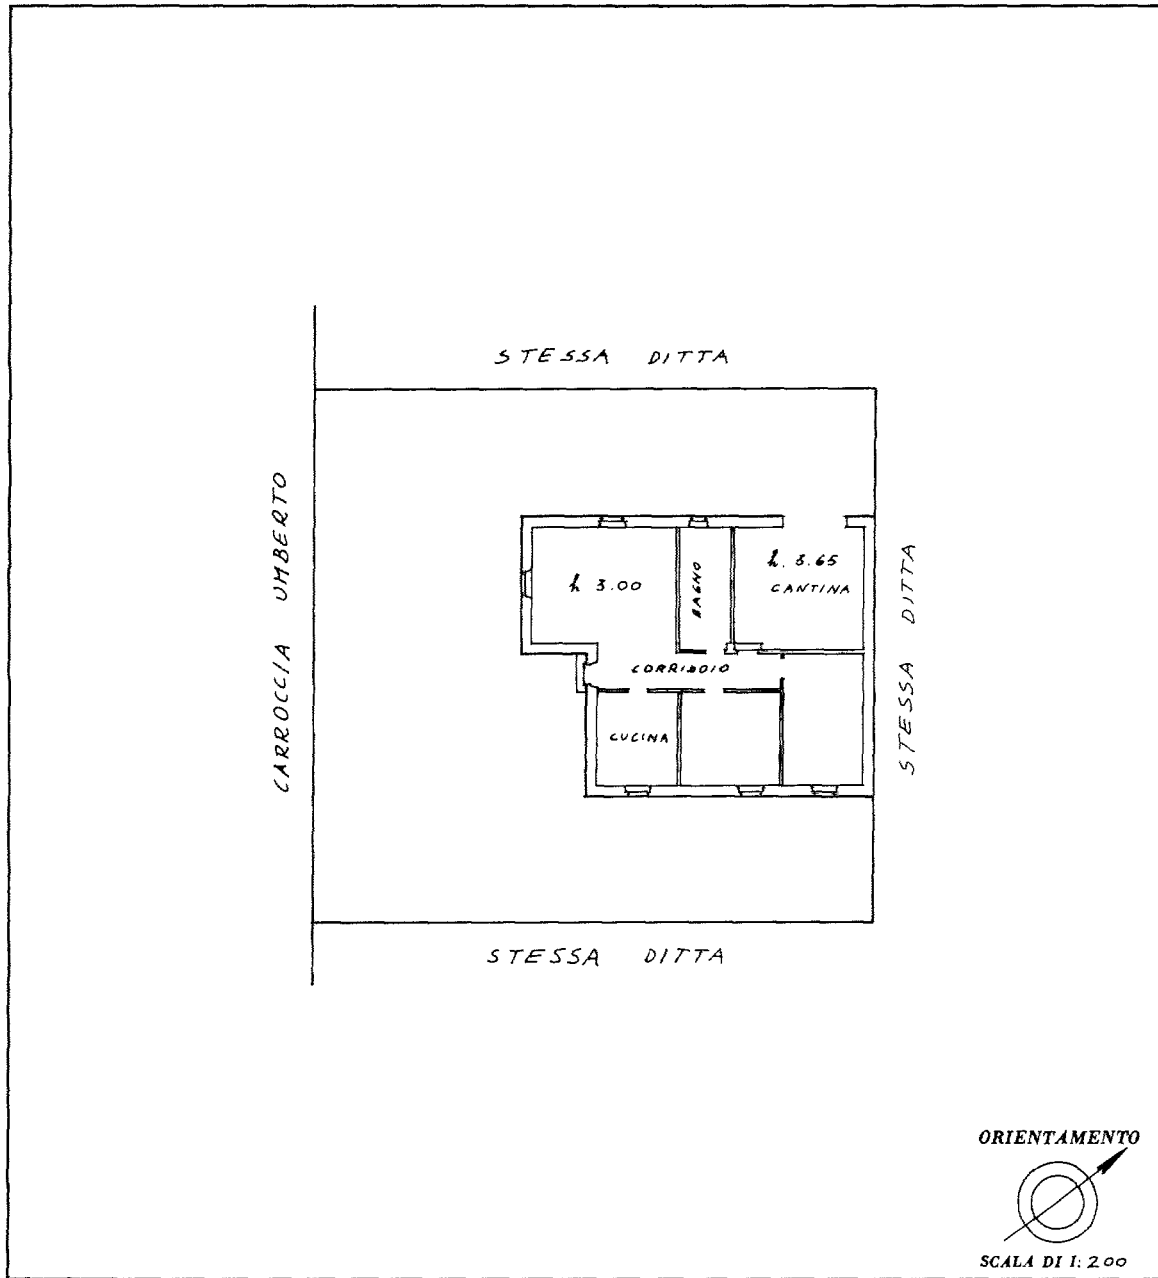 STESSA DITTA
CARROCCIA UMBERTO
h 3.00
BAGNO
h. 3.65
CANTINA
STESSA DITTA
CORRIDOIO
CUCINA
STESSA DITTA
ORIENTAMENTO
SCALA DI 1: 200